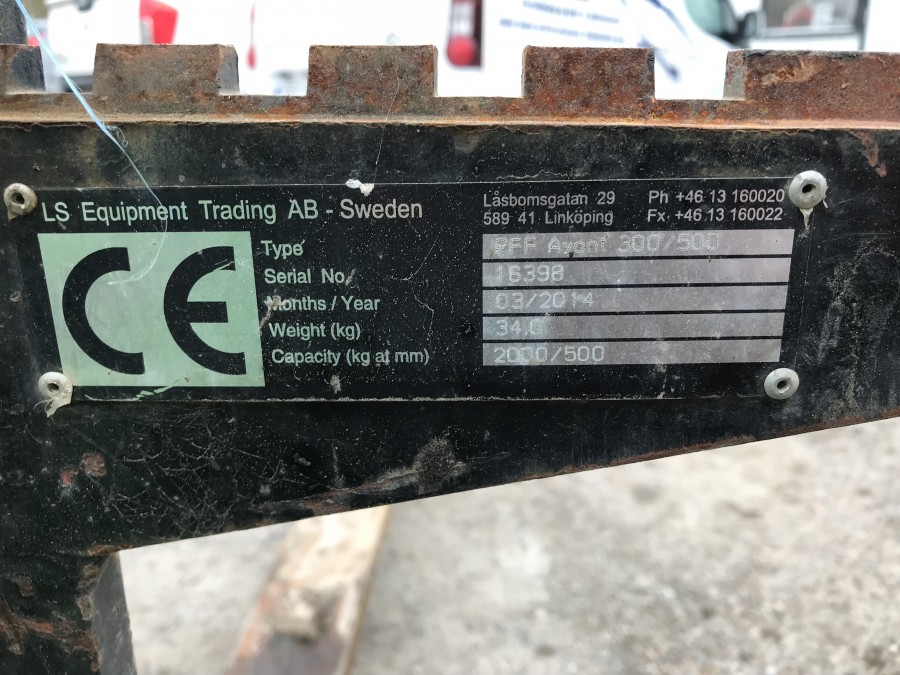 LS Equipment Trading AB - Sweden
Låsbomsgatan 29 Ph +46 13 160020
589 41 Linköping Fx. +46 13 160022
CE
Type PFF Avant 300/500
Serial No. 16398
Months / Year 03/2014
Weight (kg) 34.0
Capacity (kg at mm) 2000/500